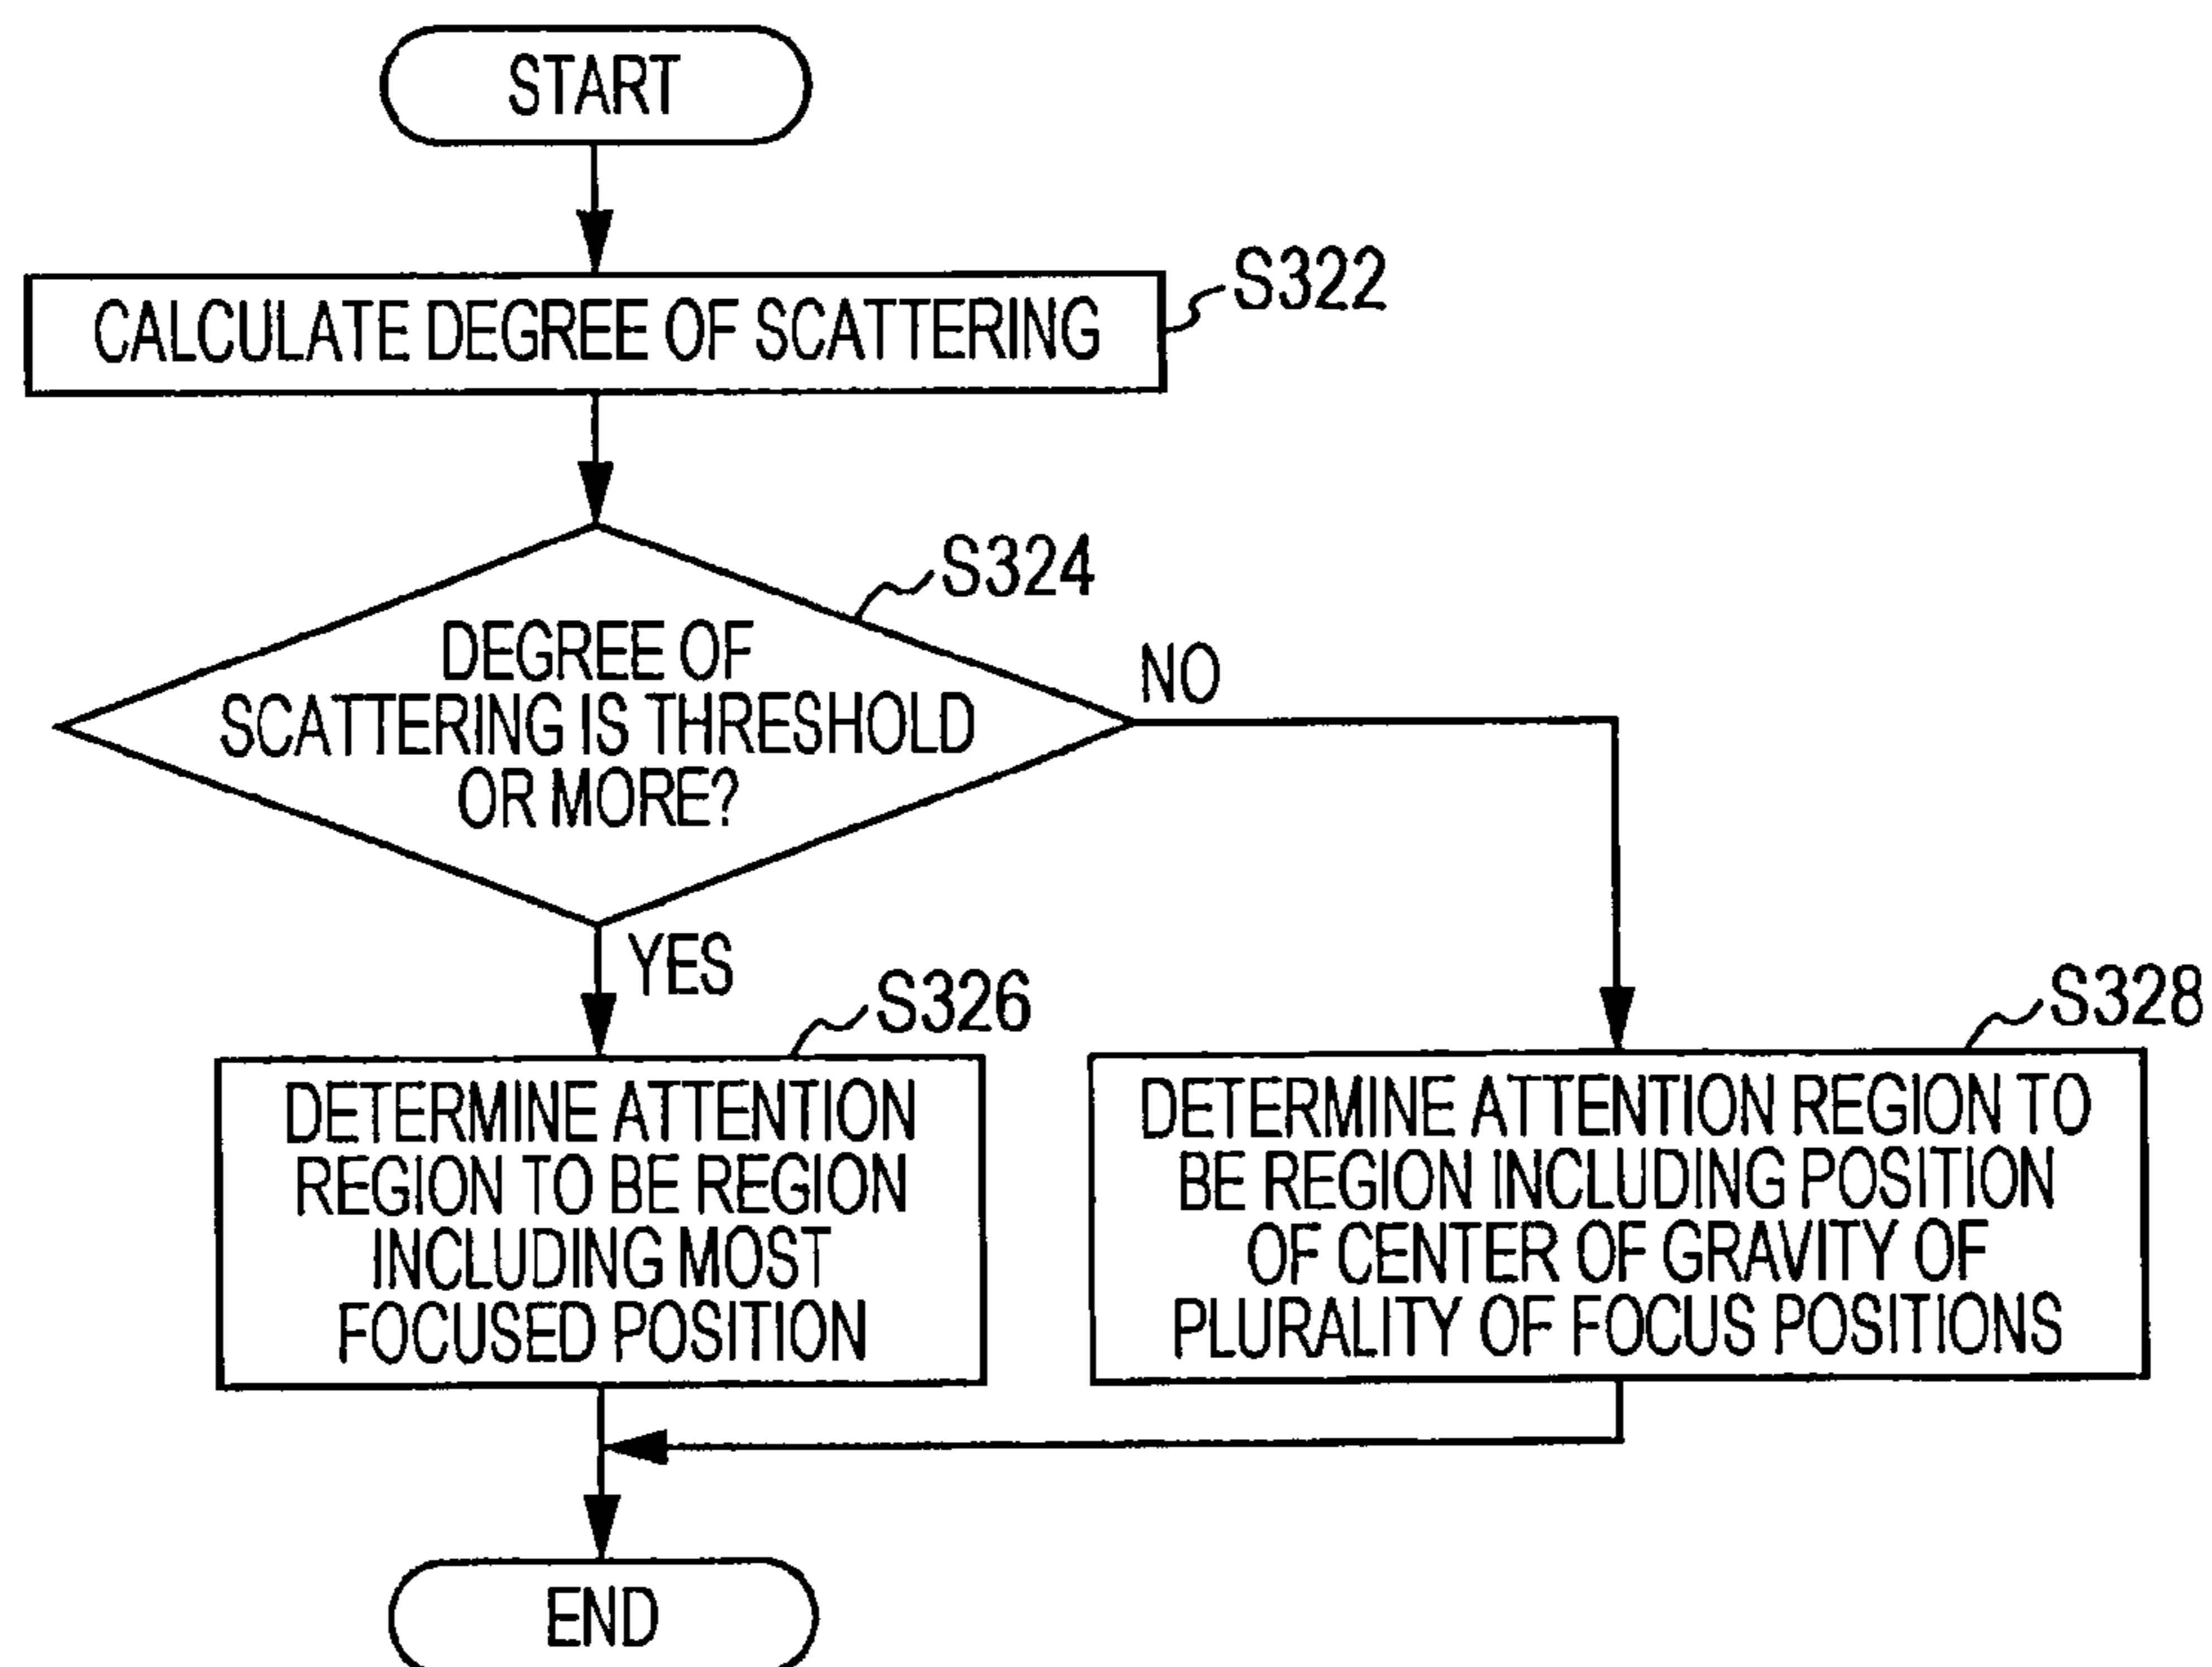 START
CALCULATE DEGREE OF SCATTERING
S322
S324
DEGREE OF
SCATTERING IS THRESHOLD
OR MORE?
NO
YES
S326
DETERMINE ATTENTION
REGION TO BE REGION
INCLUDING MOST
FOCUSED POSITION
S328
DETERMINE ATTENTION REGION TO
BE REGION INCLUDING POSITION
OF CENTER OF GRAVITY OF
PLURALITY OF FOCUS POSITIONS
END